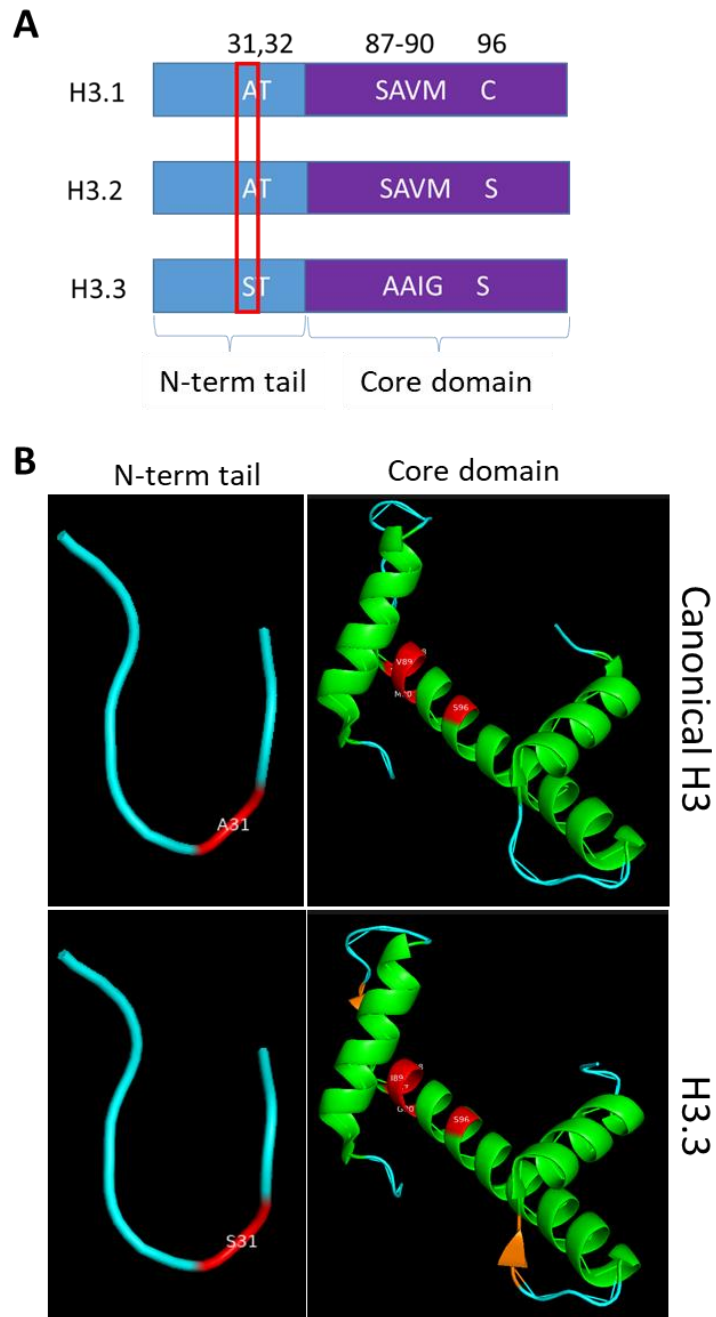 A
31,32 87-90 96
H3.1 AT SAVM C
H3.2 AT SAVM S
H3.3 ST AAIG S
N-term tail Core domain
B
N-term tail Core domain
Canonical H3
A31
V89
S96
H3.3
S31
I89
S96